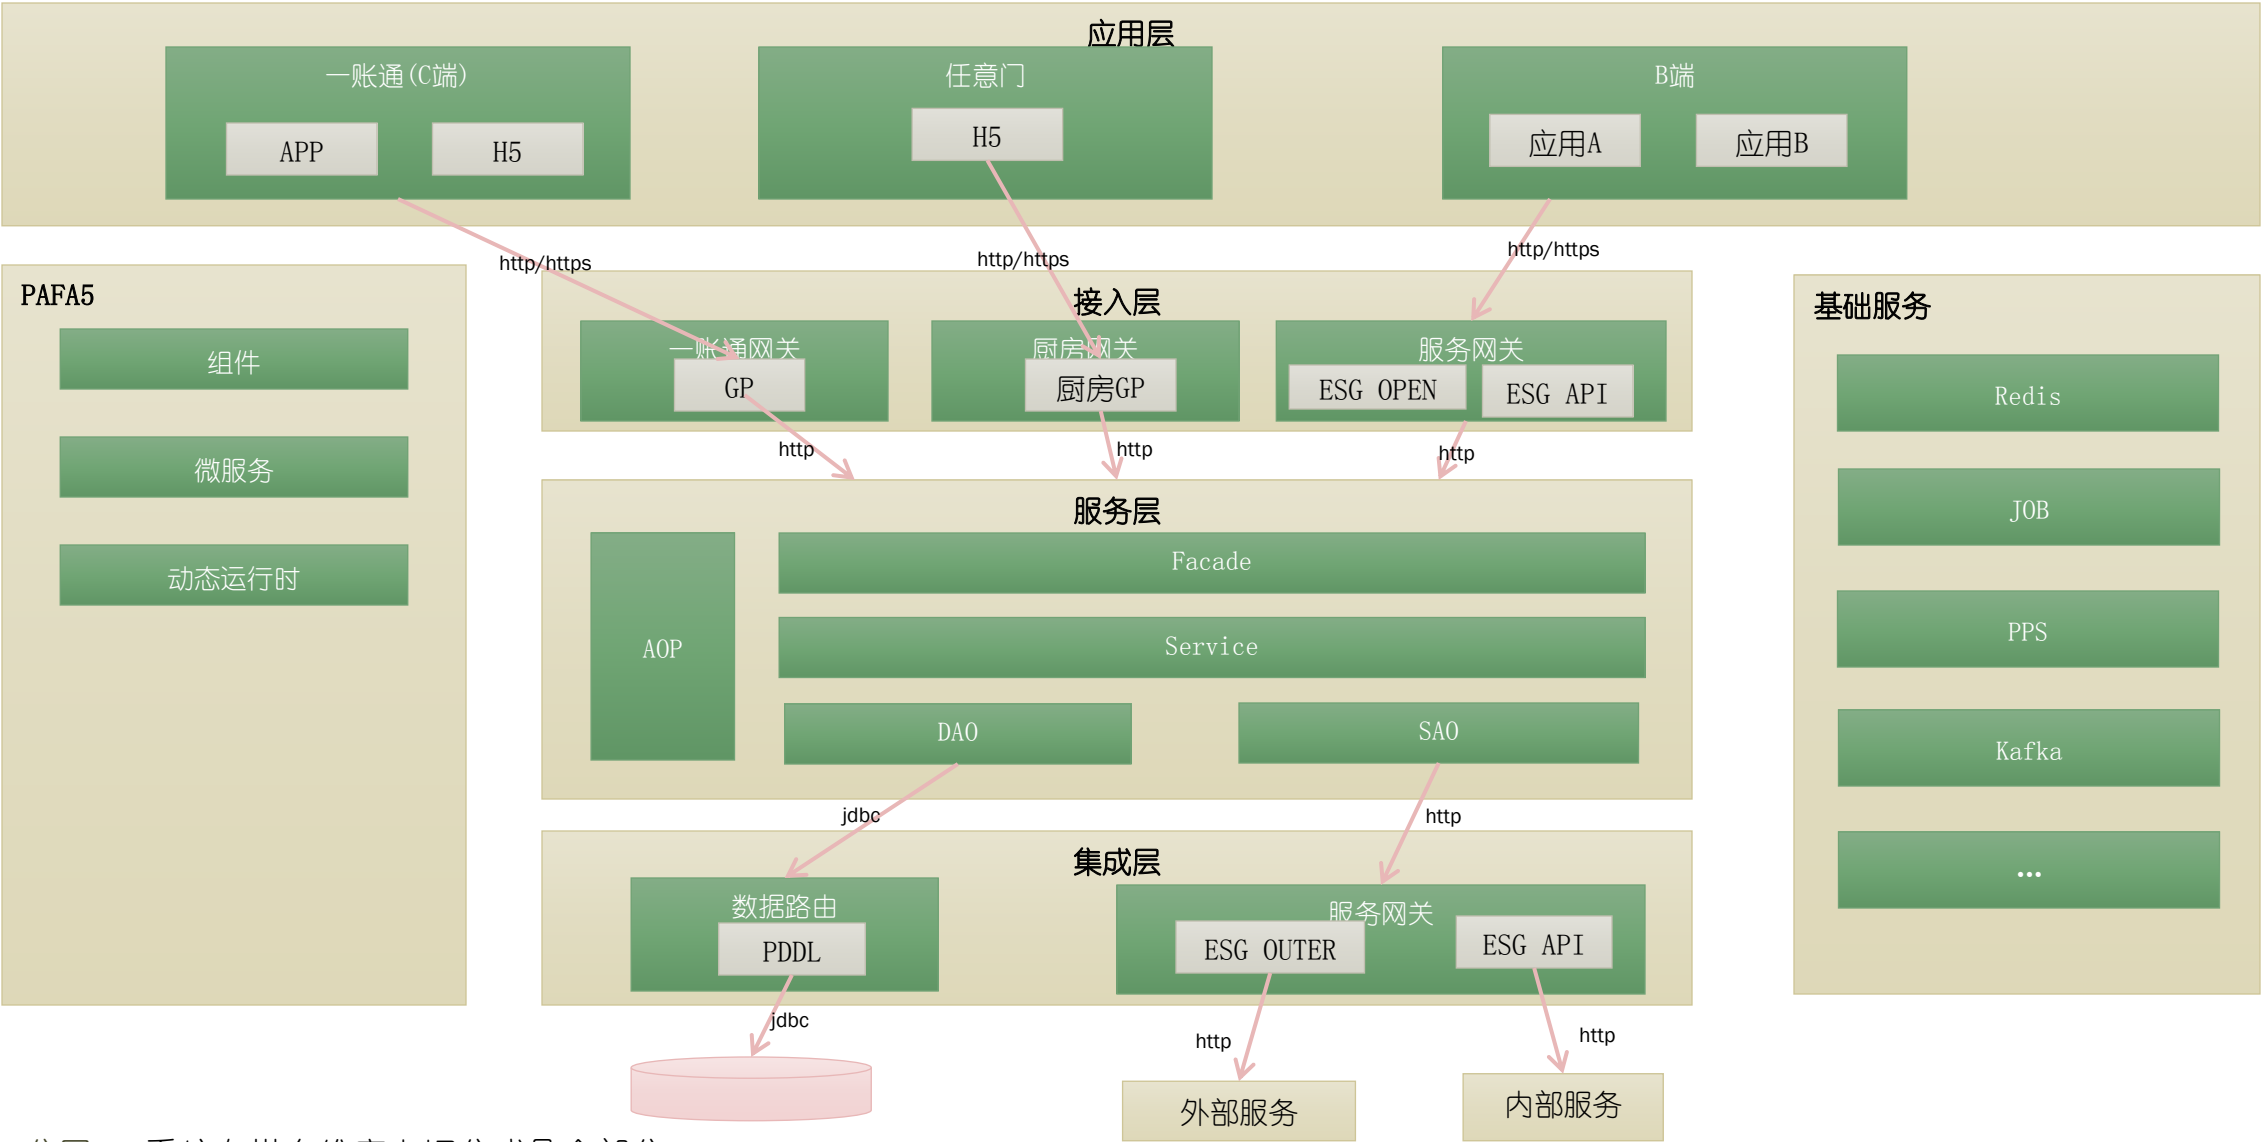 应用层
一账通(C端)
APP
H5
任意门
H5
B端
应用A
应用B
http/https
http/https
http/https
PAFA5
组件
微服务
动态运行时
接入层
一账通网关
GP
厨房网关
厨房GP
服务网关
ESG OPEN
ESG API
http
http
http
服务层
AOP
Facade
Service
DAO
SAO
jdbc
http
集成层
数据路由
PDDL
服务网关
ESG OUTER
ESG API
jdbc
http
http
外部服务
内部服务
基础服务
Redis
JOB
PPS
Kafka
...